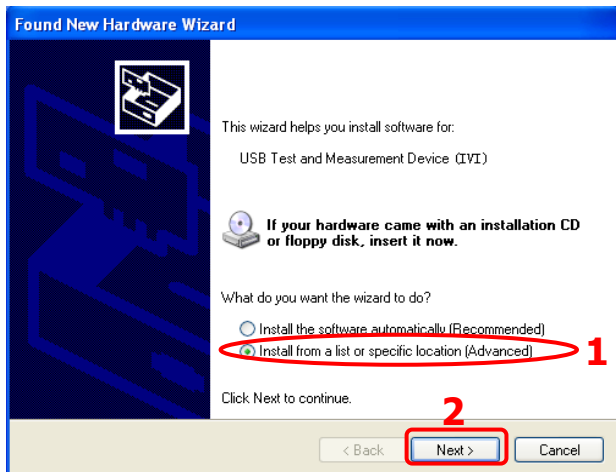 Found New Hardware Wizard
This wizard helps you install software for:
USB Test and Measurement Device (IVI)
If your hardware came with an installation CD
or floppy disk, insert it now.
What do you want the wizard to do?
Install the software automatically (Recommended)
Install from a list or specific location (Advanced)
1
Click Next to continue.
2
< Back Next > Cancel